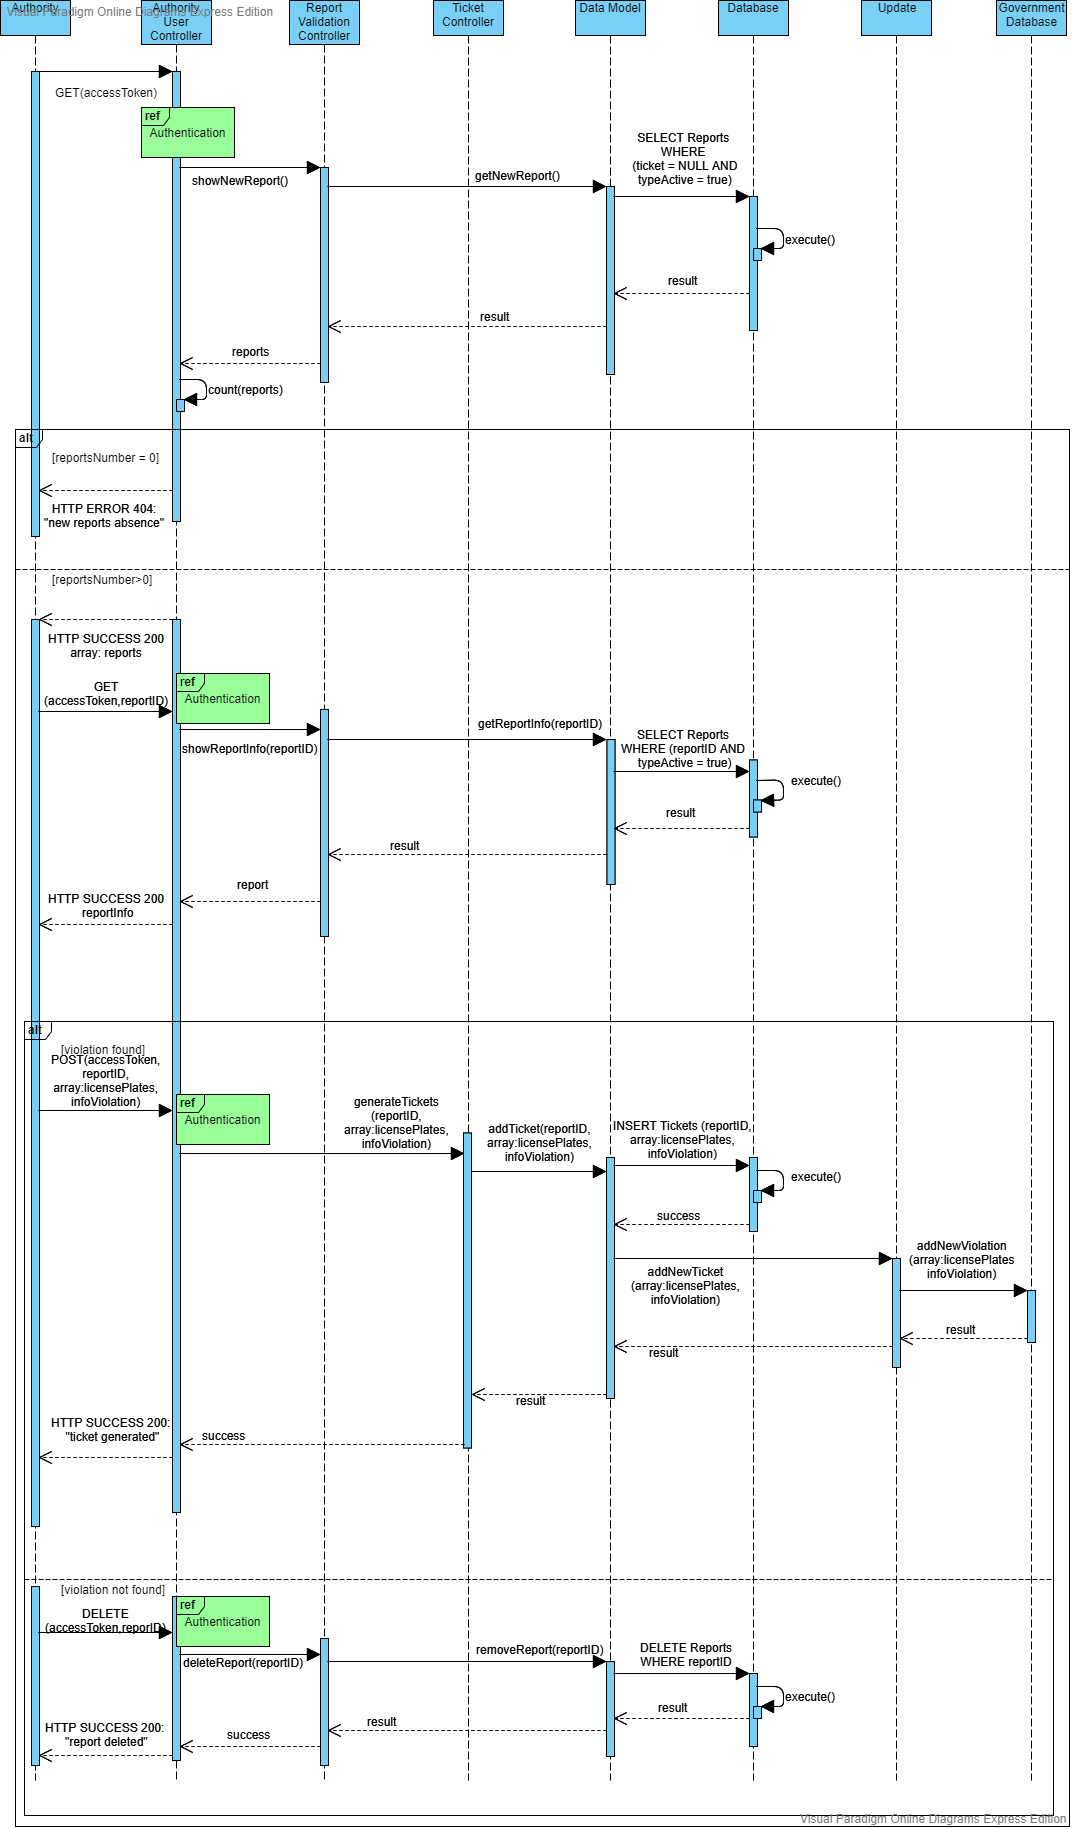 Visual Paradigm Online Diagrams Express Edition
Authority
Authority
User
Controller
Report
Validation
Controller
Ticket
Controller
Data Model
Database
Update
Government
Database
GET(accessToken)
ref
Authentication
showNewReport()
getNewReport()
SELECT Reports
WHERE
(ticket = NULL AND
typeActive = true)
execute()
result
result
reports
count(reports)
alt
[reportsNumber = 0]
HTTP ERROR 404:
"new reports absence"
[reportsNumber>0]
HTTP SUCCESS 200
array: reports
GET
(accessToken,reportID)
ref
Authentication
showReportInfo(reportID)
getReportInfo(reportID)
SELECT Reports
WHERE (reportID AND
typeActive = true)
execute()
result
result
report
HTTP SUCCESS 200
reportInfo
alt
[violation found]
POST(accessToken,
reportID,
array:licensePlates,
infoViolation)
ref
Authentication
generateTickets
(reportID,
array:licensePlates,
infoViolation)
addTicket(reportID,
array:licensePlates,
infoViolation)
INSERT Tickets (reportID,
array:licensePlates,
infoViolation)
execute()
success
addNewTicket
(array:licensePlates,
infoViolation)
addNewViolation
(array:licensePlates
infoViolation)
result
result
result
success
HTTP SUCCESS 200:
"ticket generated"
[violation not found]
DELETE
(accessToken,reporID)
ref
Authentication
deleteReport(reportID)
removeReport(reportID)
DELETE Reports
WHERE reportID
execute()
result
result
success
HTTP SUCCESS 200:
"report deleted"
Visual Paradigm Online Diagrams Express Edition